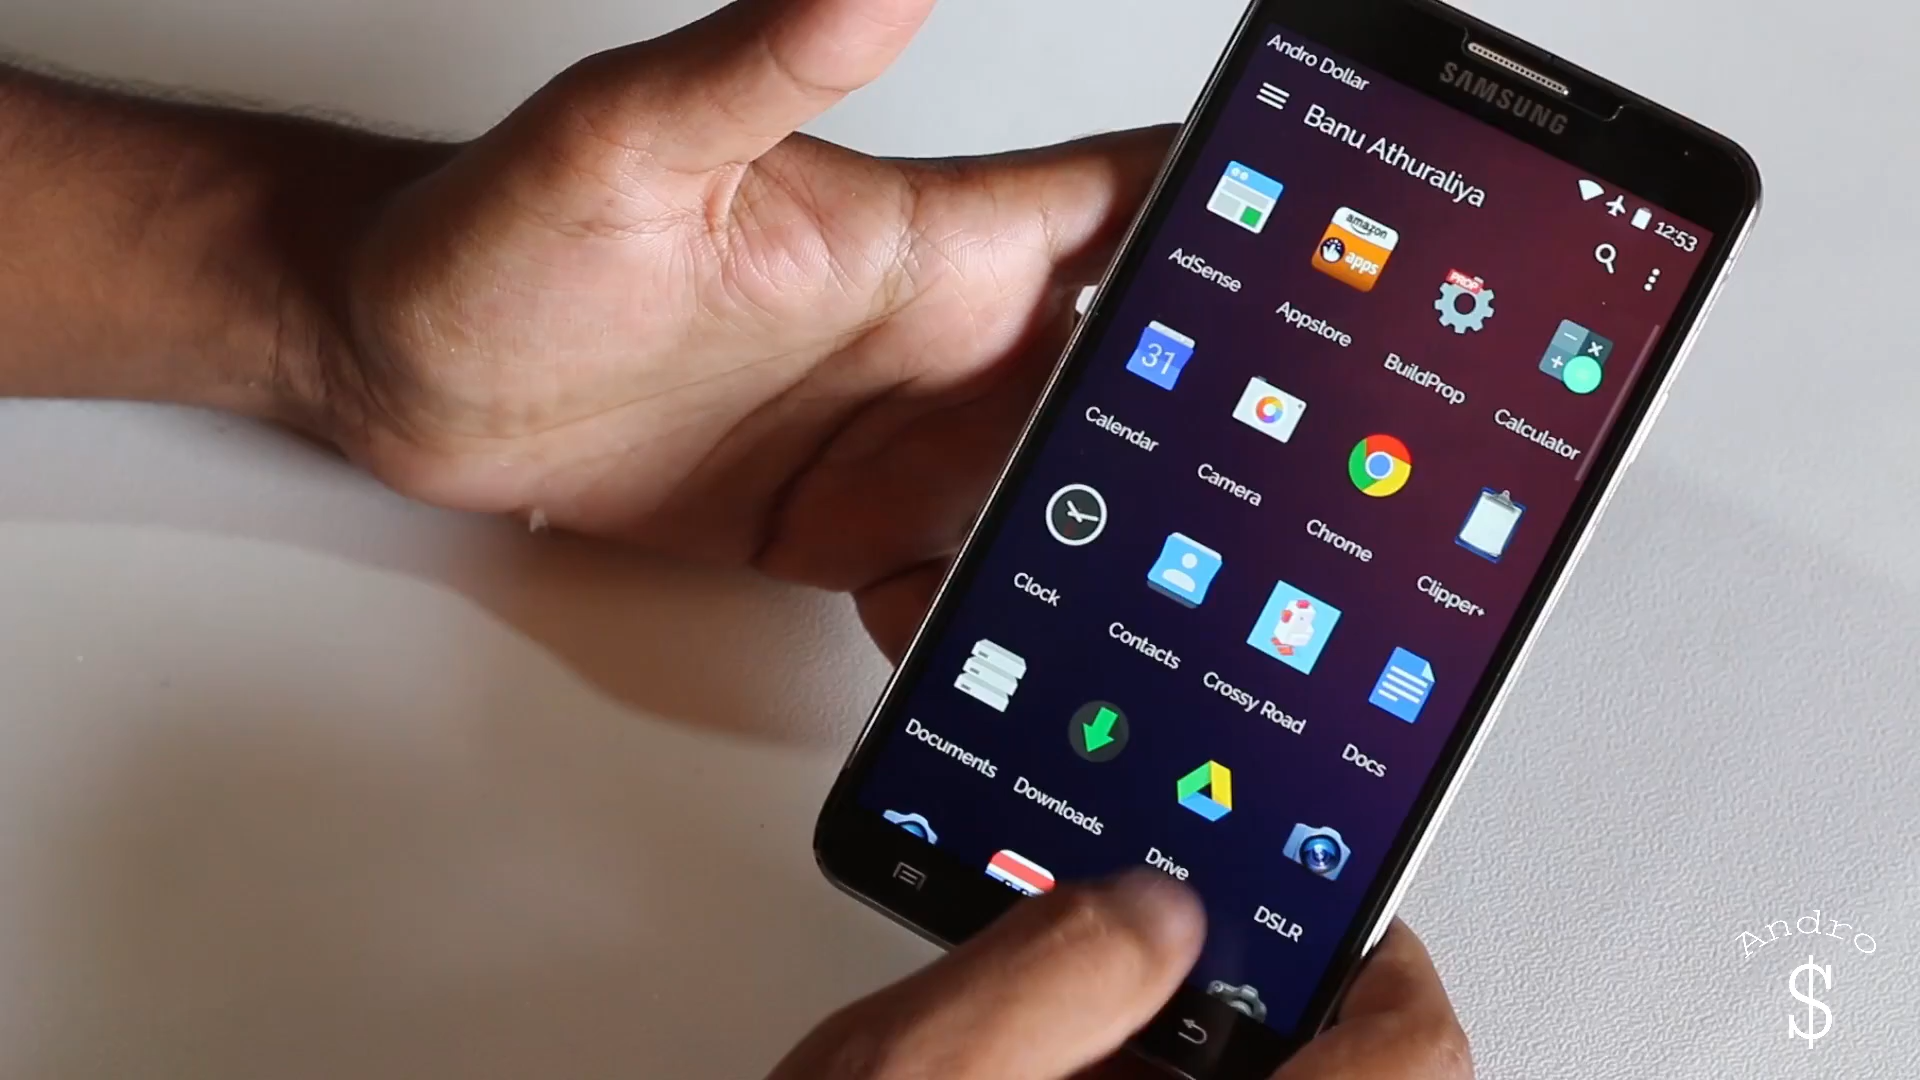 Andro Dollar
SAMSUNG
Banu Athuraliya
12:53
AdSense
amazon
apps
Appstore
PROP
BuildProp
Calculator
31
Calendar
Camera
Chrome
Clipper+
Clock
Contacts
Crossy Road
Docs
Documents
Downloads
Drive
DSLR
Andro
$